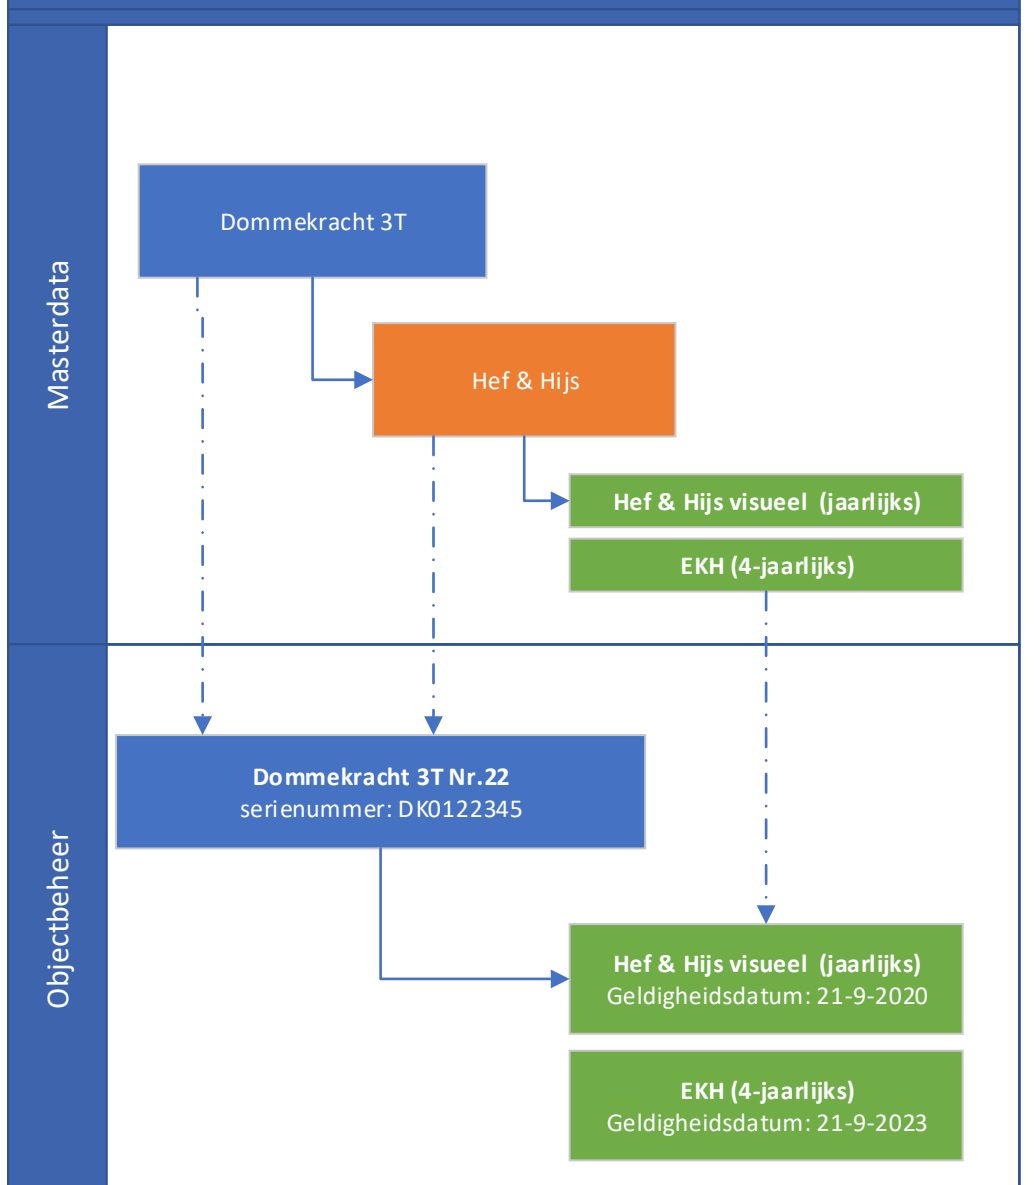 Masterdata
Dommekracht 3T
Hef & Hijs
Hef & Hijs visueel (jaarlijks)
EKH (4-jaarlijks)
Objectbeheer
Dommekracht 3T Nr.22
serienummer: DK0122345
Hef & Hijs visueel (jaarlijks)
Geldigheidsdatum: 21-9-2020
EKH (4-jaarlijks)
Geldigheidsdatum: 21-9-2023